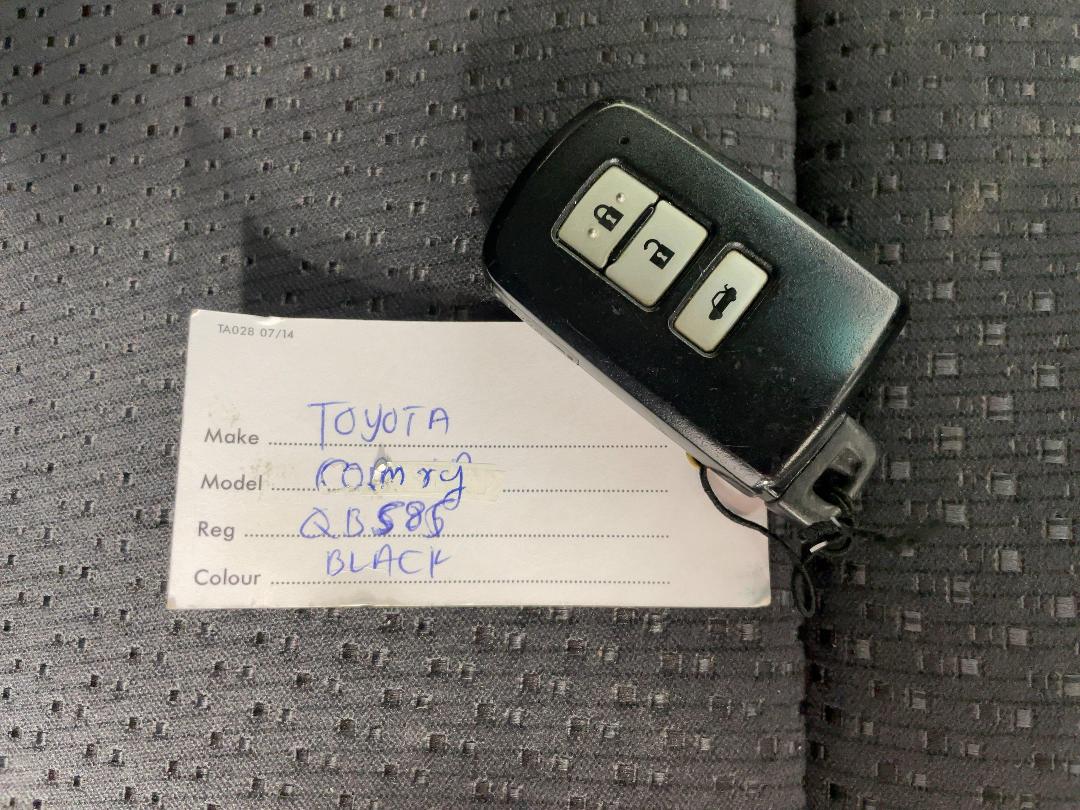 TA028 07/14
Make TOYOTA
Model camry
Reg QB585
Colour BLACK